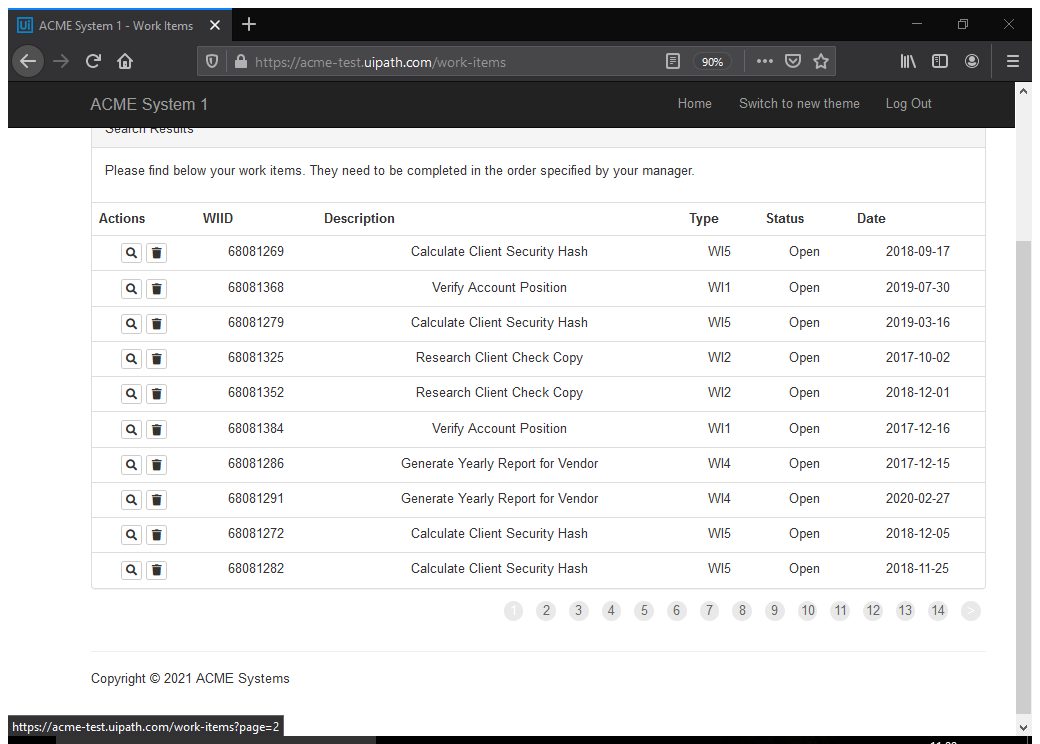 Ui ACME System 1 - Work Items
https://acme-test.uipath.com/work-items 90%
ACME System 1 Home Switch to new theme Log Out
Search Results
Please find below your work items. They need to be completed in the order specified by your manager.
Actions WIID Description Type Status Date
68081269 Calculate Client Security Hash WI5 Open 2018-09-17
68081368 Verify Account Position WI1 Open 2019-07-30
68081279 Calculate Client Security Hash WI5 Open 2019-03-16
68081325 Research Client Check Copy WI2 Open 2017-10-02
68081352 Research Client Check Copy WI2 Open 2018-12-01
68081384 Verify Account Position WI1 Open 2017-12-16
68081286 Generate Yearly Report for Vendor WI4 Open 2017-12-15
68081291 Generate Yearly Report for Vendor WI4 Open 2020-02-27
68081272 Calculate Client Security Hash WI5 Open 2018-12-05
68081282 Calculate Client Security Hash WI5 Open 2018-11-25
1 2 3 4 5 6 7 8 9 10 11 12 13 14 >
Copyright © 2021 ACME Systems
https://acme-test.uipath.com/work-items?page=2